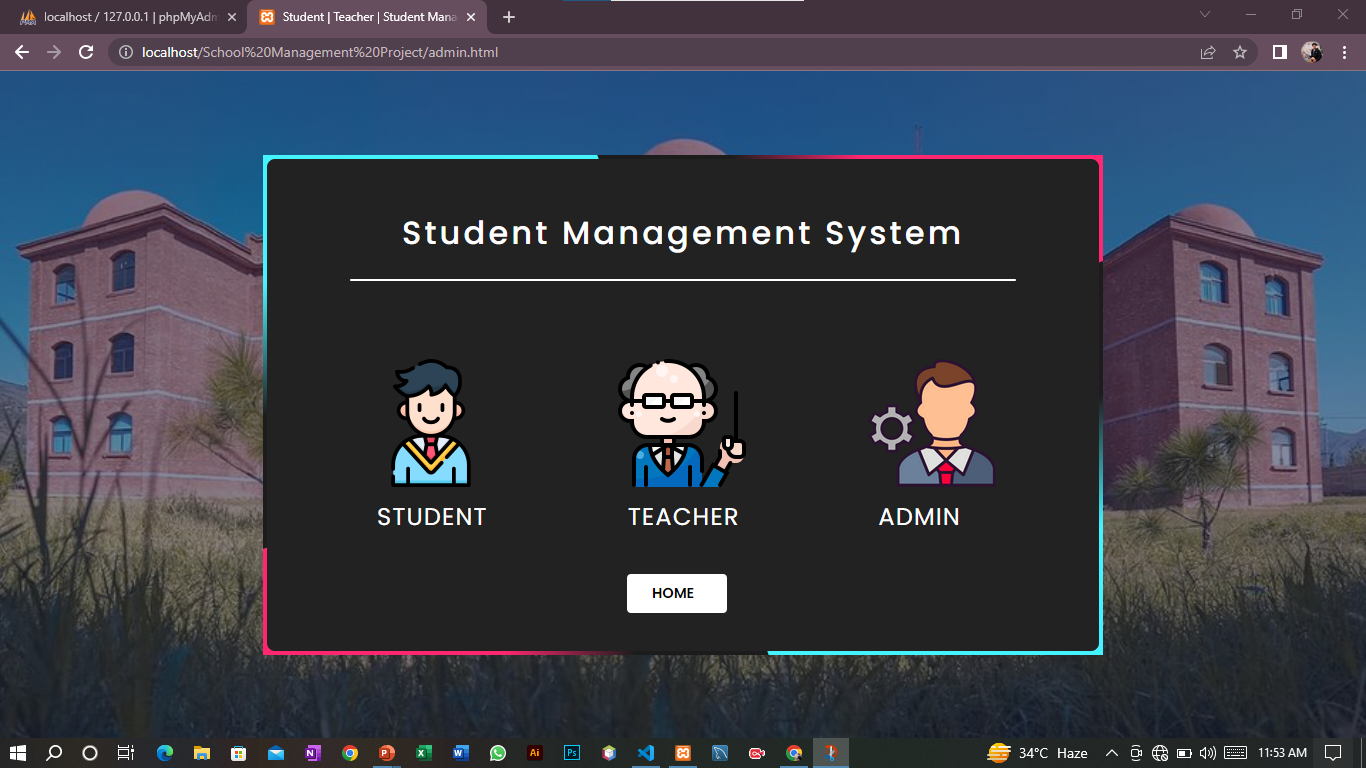 localhost / 127.0.0.1 | phpMyAdm
Student | Teacher | Student Mana
localhost/School%20Management%20Project/admin.html
Student Management System
STUDENT
TEACHER
ADMIN
HOME
34°C Haze
11:53 AM